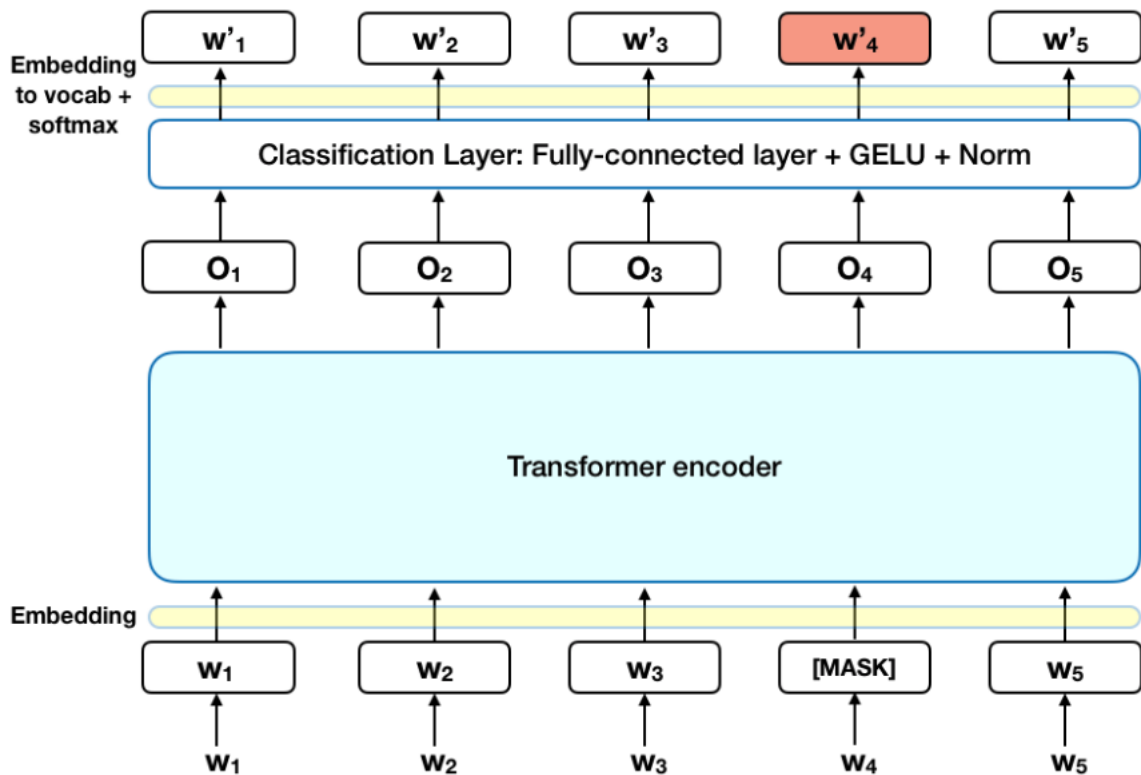 w'₁ w'₂ w'₃ w'₄ w'₅
Embedding
to vocab +
softmax
Classification Layer: Fully-connected layer + GELU + Norm
O₁ O₂ O₃ O₄ O₅
Transformer encoder
Embedding
w₁ w₂ w₃ [MASK] w₅
w₁ w₂ w₃ w₄ w₅